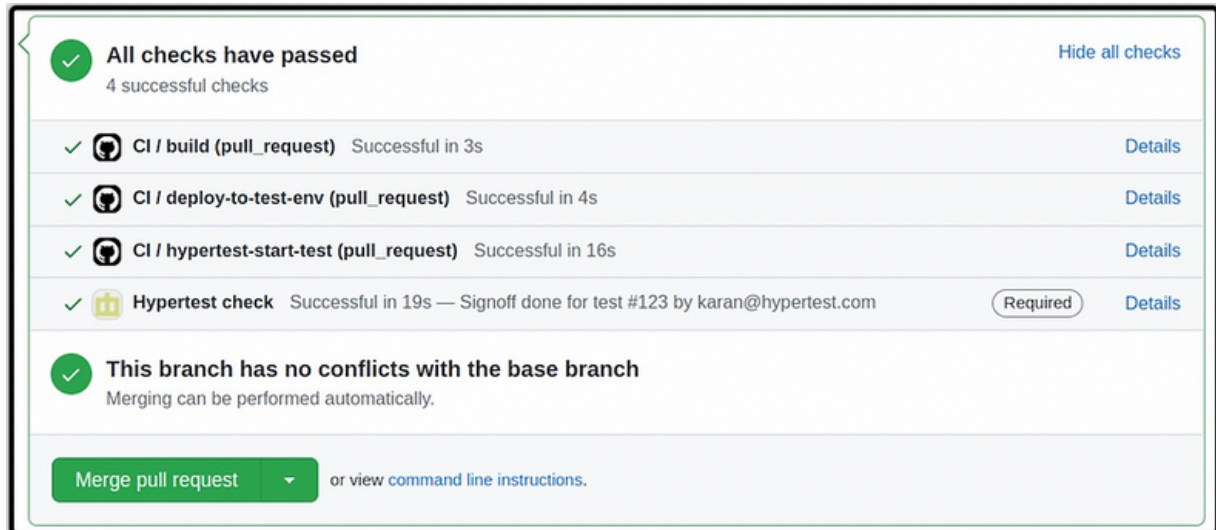 All checks have passed
Hide all checks
4 successful checks
CI / build (pull_request) Successful in 3s Details
CI / deploy-to-test-env (pull_request) Successful in 4s Details
CI / hypertest-start-test (pull_request) Successful in 16s Details
Hypertest check Successful in 19s — Signoff done for test #123 by karan@hypertest.com Required Details
This branch has no conflicts with the base branch
Merging can be performed automatically.
Merge pull request or view command line instructions.